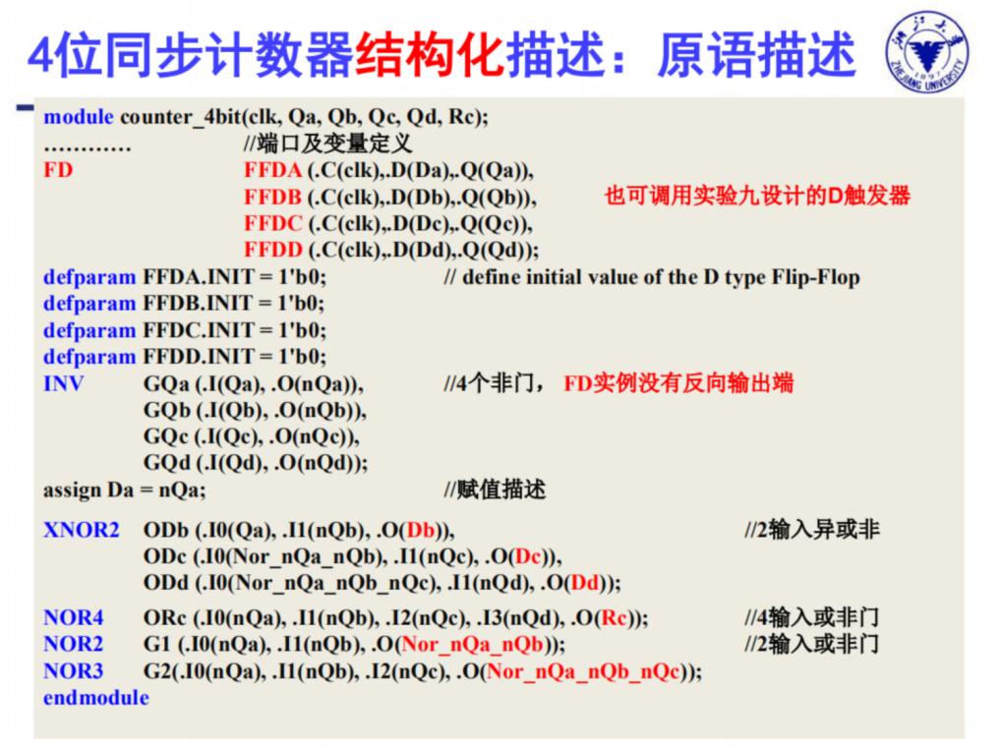 4位同步计数器结构化描述：原语描述
浙江大学
ZHEJIANG UNIVERSITY
1897
module counter_4bit(clk, Qa, Qb, Qc, Qd, Rc);
………… //端口及变量定义
FD FFDA (.C(clk),.D(Da),.Q(Qa)),
FFDB (.C(clk),.D(Db),.Q(Qb)), 也可调用实验九设计的D触发器
FFDC (.C(clk),.D(Dc),.Q(Qc)),
FFDD (.C(clk),.D(Dd),.Q(Qd));
defparam FFDA.INIT = 1'b0; // define initial value of the D type Flip-Flop
defparam FFDB.INIT = 1'b0;
defparam FFDC.INIT = 1'b0;
defparam FFDD.INIT = 1'b0;
INV GQa (.I(Qa), .O(nQa)), //4个非门， FD实例没有反向输出端
GQb (.I(Qb), .O(nQb)),
GQc (.I(Qc), .O(nQc)),
GQd (.I(Qd), .O(nQd));
assign Da = nQa; //赋值描述
XNOR2 ODb (.I0(Qa), .I1(nQb), .O(Db)), //2输入异或非
ODc (.I0(Nor_nQa_nQb), .I1(nQc), .O(Dc)),
ODd (.I0(Nor_nQa_nQb_nQc), .I1(nQd), .O(Dd));
NOR4 ORc (.I0(nQa), .I1(nQb), .I2(nQc), .I3(nQd), .O(Rc)); //4输入或非门
NOR2 G1 (.I0(nQa), .I1(nQb), .O(Nor_nQa_nQb)); //2输入或非门
NOR3 G2(.I0(nQa), .I1(nQb), .I2(nQc), .O(Nor_nQa_nQb_nQc));
endmodule